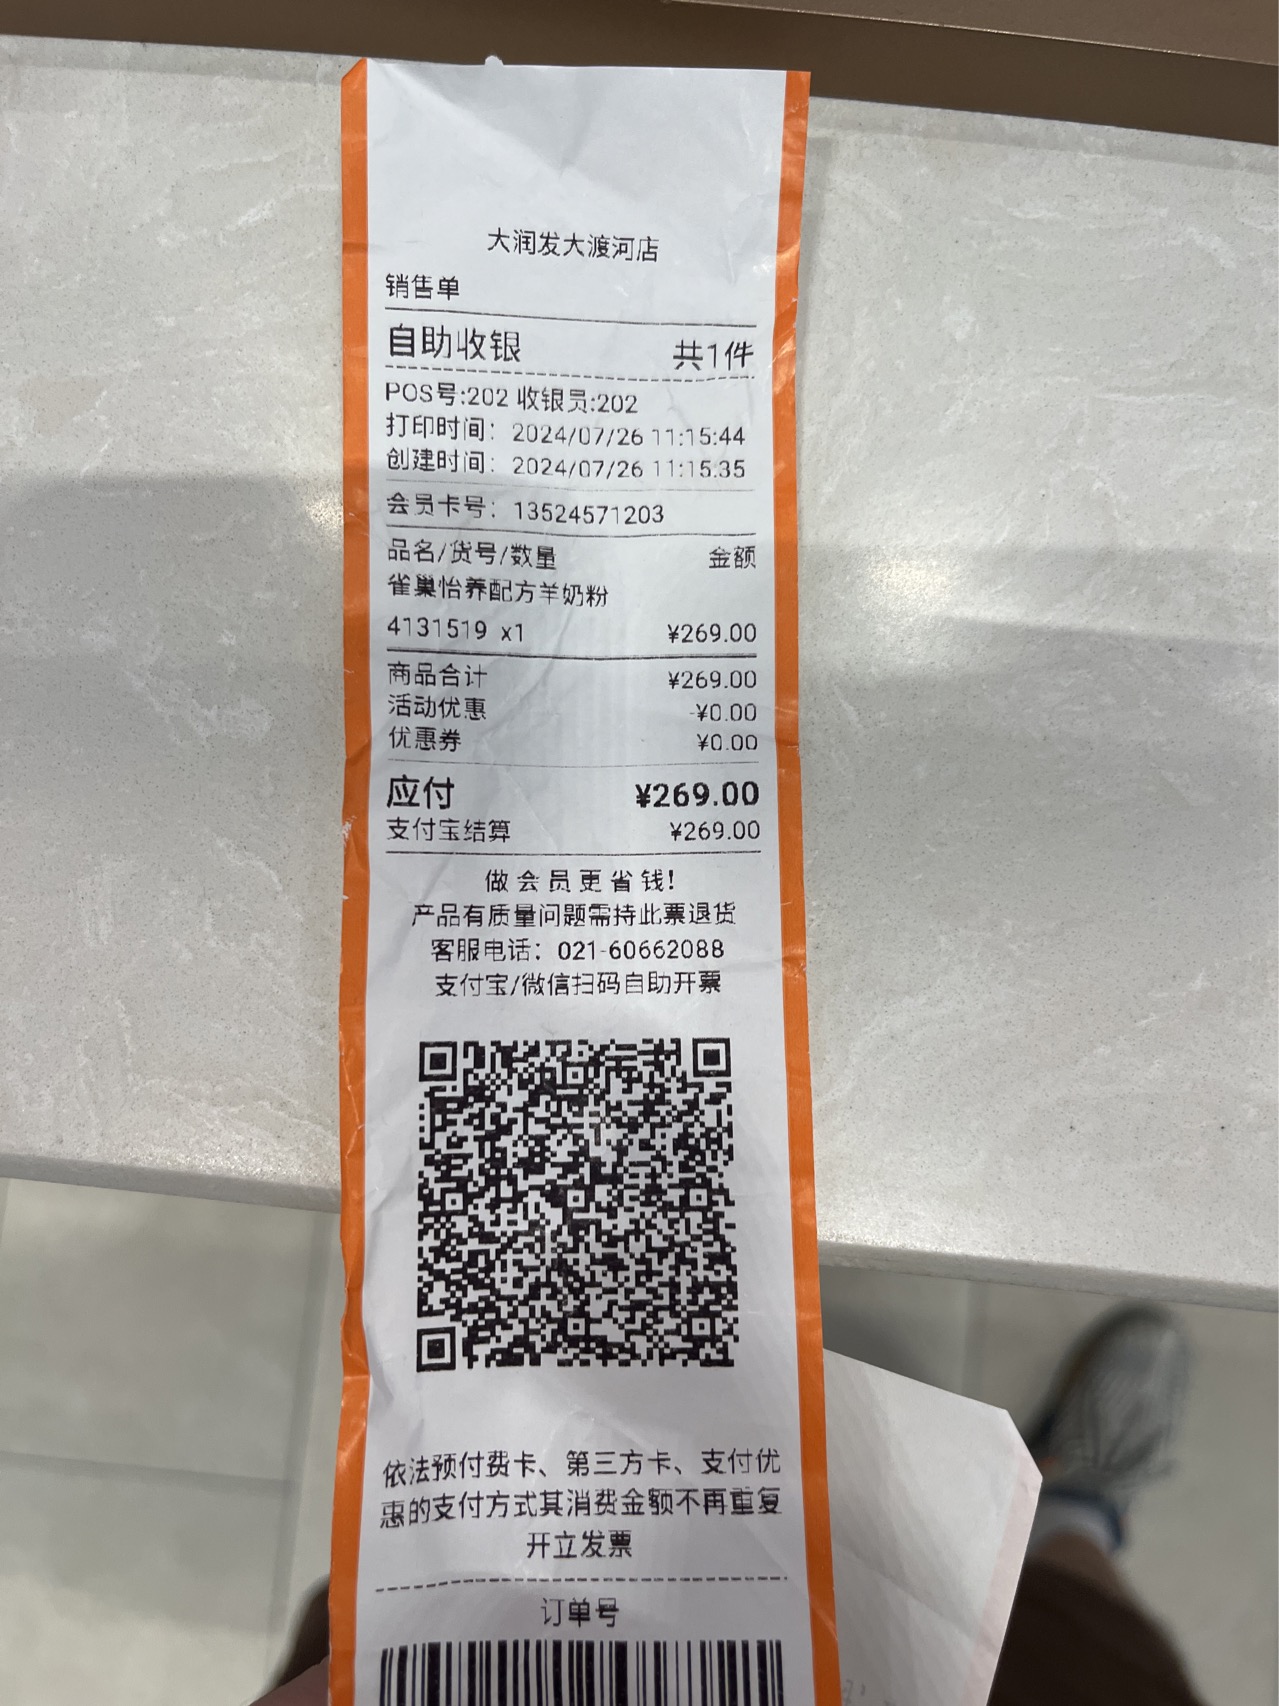 大润发大渡河店
销售单
自助收银 共1件
POS号:202 收银员:202
打印时间: 2024/07/26 11:15:44
创建时间: 2024/07/26 11:15:35
会员卡号: 13524571203
品名/货号/数量 金额
雀巢怡养配方羊奶粉
4131519 x1 ¥269.00
商品合计 ¥269.00
活动优惠 -¥0.00
优惠券 ¥0.00
应付 ¥269.00
支付宝结算 ¥269.00
做会员更省钱!
产品有质量问题需持此票退货
客服电话: 021-60662088
支付宝/微信扫码自助开票
依法预付费卡、第三方卡、支付优
惠的支付方式其消费金额不再重复
开立发票
订单号